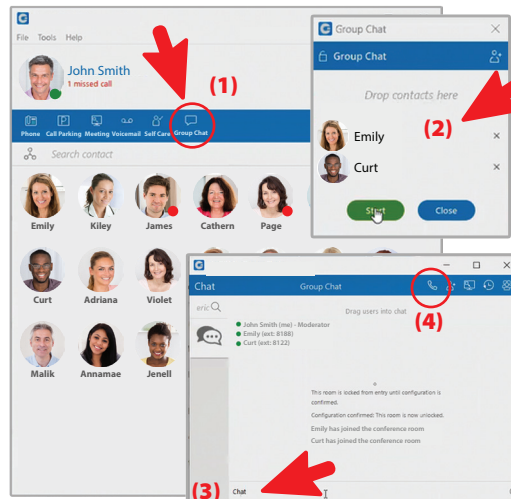 File Tools Help
John Smith
1 missed call
(1)
Phone Call Parking Meeting Voicemail Self Care Group Chat
Search contact
Emily Kiley James Cathern Page
Curt Adriana Violet
Malik Annamae Jenell
Group Chat
Group Chat
Drop contacts here
Emily
(2)
Curt
Start Close
Chat Group Chat
(4)
eric
Drag users into chat
John Smith (me) - Moderator
Emily (ext: 8188)
Curt (ext: 8122)
This room is locked from entry until configuration is
confirmed.
Configuration confirmed: This room is now unlocked.
Emily has joined the conference room
Curt has joined the conference room
(3)
Chat